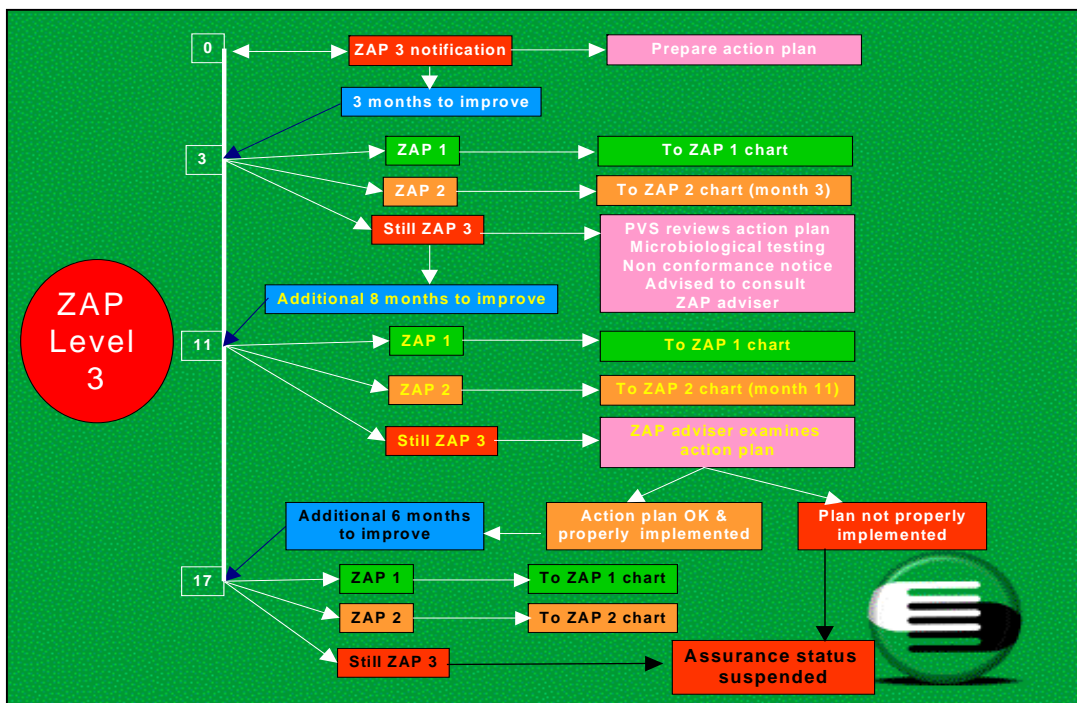 0
ZAP 3 notification
Prepare action plan
3 months to improve
3
ZAP 1
To ZAP 1 chart
ZAP 2
To ZAP 2 chart (month 3)
Still ZAP 3
PVS reviews action plan
Microbiological testing
Non conformance notice
Advised to consult
ZAP adviser
ZAP
Level
3
Additional 8 months to improve
11
ZAP 1
To ZAP 1 chart
ZAP 2
To ZAP 2 chart (month 11)
Still ZAP 3
ZAP adviser examines
action plan
Additional 6 months
to improve
Action plan OK &
properly implemented
Plan not properly
implemented
17
ZAP 1
To ZAP 1 chart
ZAP 2
To ZAP 2 chart
Still ZAP 3
Assurance status
suspended